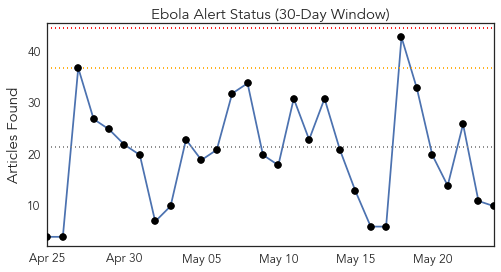 Ebola Alert Status (30-Day Window)
Articles Found
40
30
20
10
Apr 25
Apr 30
May 05
May 10
May 15
May 20